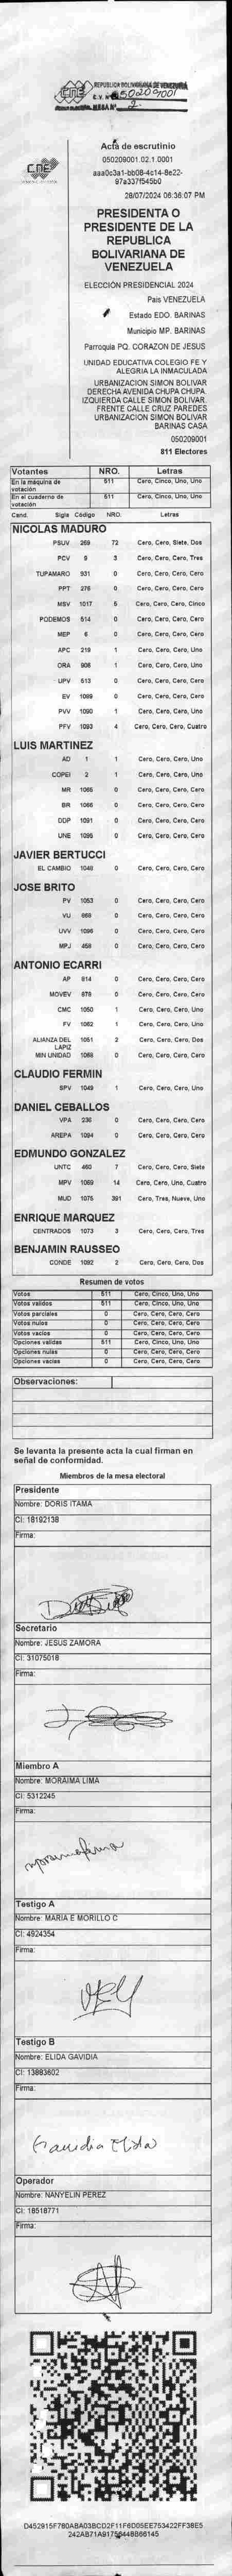 CNE
REPUBLICA BOLIVARIANA DE VENEZUELA
C.V. Nº 050209001
MESA Nº 2
CNE
Acta de escrutinio
050209001.02.1.0001
aaa0c3a1-bb08-4c14-8e22-
97a337f545b0
28/07/2024 06:36:07 PM
PRESIDENTA O
PRESIDENTE DE LA
REPUBLICA
BOLIVARIANA DE
VENEZUELA
ELECCIÓN PRESIDENCIAL 2024
Pais VENEZUELA
Estado EDO. BARINAS
Municipio MP. BARINAS
Parroquia PQ. CORAZON DE JESUS
UNIDAD EDUCATIVA COLEGIO FE Y
ALEGRIA LA INMACULADA
URBANIZACION SIMON BOLIVAR
DERECHA AVENIDA CHUPA CHUPA.
IZQUIERDA CALLE SIMON BOLIVAR.
FRENTE CALLE CRUZ PAREDES
URBANIZACION SIMON BOLIVAR
BARINAS CASA
050209001
811 Electores
Votantes NRO. Letras
En la máquina de votación 511 Cero, Cinco, Uno, Uno
En el cuaderno de votación 511 Cero, Cinco, Uno, Uno
Cand. Sigla Código NRO. Letras
NICOLAS MADURO
PSUV 269 72 Cero, Cero, Siete, Dos
PCV 9 3 Cero, Cero, Cero, Tres
TUPAMARO 931 0 Cero, Cero, Cero, Cero
PPT 276 0 Cero, Cero, Cero, Cero
MSV 1017 5 Cero, Cero, Cero, Cinco
PODEMOS 514 0 Cero, Cero, Cero, Cero
MEP 6 0 Cero, Cero, Cero, Cero
APC 219 1 Cero, Cero, Cero, Uno
ORA 906 1 Cero, Cero, Cero, Uno
UPV 513 0 Cero, Cero, Cero, Cero
EV 1089 0 Cero, Cero, Cero, Cero
PVV 1090 1 Cero, Cero, Cero, Uno
PFV 1093 4 Cero, Cero, Cero, Cuatro
LUIS MARTINEZ
AD 1 1 Cero, Cero, Cero, Uno
COPEI 2 1 Cero, Cero, Cero, Uno
MR 1065 0 Cero, Cero, Cero, Cero
BR 1066 0 Cero, Cero, Cero, Cero
DDP 1091 0 Cero, Cero, Cero, Cero
UNE 1095 0 Cero, Cero, Cero, Cero
JAVIER BERTUCCI
EL CAMBIO 1048 0 Cero, Cero, Cero, Cero
JOSE BRITO
PV 1053 0 Cero, Cero, Cero, Cero
VU 868 0 Cero, Cero, Cero, Cero
UVV 1096 0 Cero, Cero, Cero, Cero
MPJ 458 0 Cero, Cero, Cero, Cero
ANTONIO ECARRI
AP 814 0 Cero, Cero, Cero, Cero
MOVEV 878 0 Cero, Cero, Cero, Cero
CMC 1050 1 Cero, Cero, Cero, Uno
FV 1062 1 Cero, Cero, Cero, Uno
ALIANZA DEL LAPIZ 1051 2 Cero, Cero, Cero, Dos
MIN UNIDAD 1068 0 Cero, Cero, Cero, Cero
CLAUDIO FERMIN
SPV 1049 1 Cero, Cero, Cero, Uno
DANIEL CEBALLOS
VPA 236 0 Cero, Cero, Cero, Cero
AREPA 1094 0 Cero, Cero, Cero, Cero
EDMUNDO GONZALEZ
UNTC 460 7 Cero, Cero, Cero, Siete
MPV 1069 14 Cero, Cero, Uno, Cuatro
MUD 1075 391 Cero, Tres, Nueve, Uno
ENRIQUE MARQUEZ
CENTRADOS 1073 3 Cero, Cero, Cero, Tres
BENJAMIN RAUSSEO
CONDE 1092 2 Cero, Cero, Cero, Dos
Resumen de votos
Votos 511 Cero, Cinco, Uno, Uno
Votos validos 511 Cero, Cinco, Uno, Uno
Votos parciales 0 Cero, Cero, Cero, Cero
Votos nulos 0 Cero, Cero, Cero, Cero
Votos vacios 0 Cero, Cero, Cero, Cero
Opciones validas 511 Cero, Cinco, Uno, Uno
Opciones nulas 0 Cero, Cero, Cero, Cero
Opciones vacias 0 Cero, Cero, Cero, Cero
Observaciones:
Se levanta la presente acta la cual firman en
señal de conformidad.
Miembros de la mesa electoral
Presidente
Nombre: DORIS ITAMA
CI: 18192138
Firma:
Secretario
Nombre: JESUS ZAMORA
CI: 31075018
Firma:
Miembro A
Nombre: MORAIMA LIMA
CI: 5312245
Firma:
Testigo A
Nombre: MARIA E MORILLO C
CI: 4924354
Firma:
Testigo B
Nombre: ELIDA GAVIDIA
CI: 13883602
Firma:
Gavidia Elida
Operador
Nombre: NANYELIN PEREZ
CI: 18518771
Firma:
D452915F760ABA03BCD2F11F6D05EE753422FF38E5